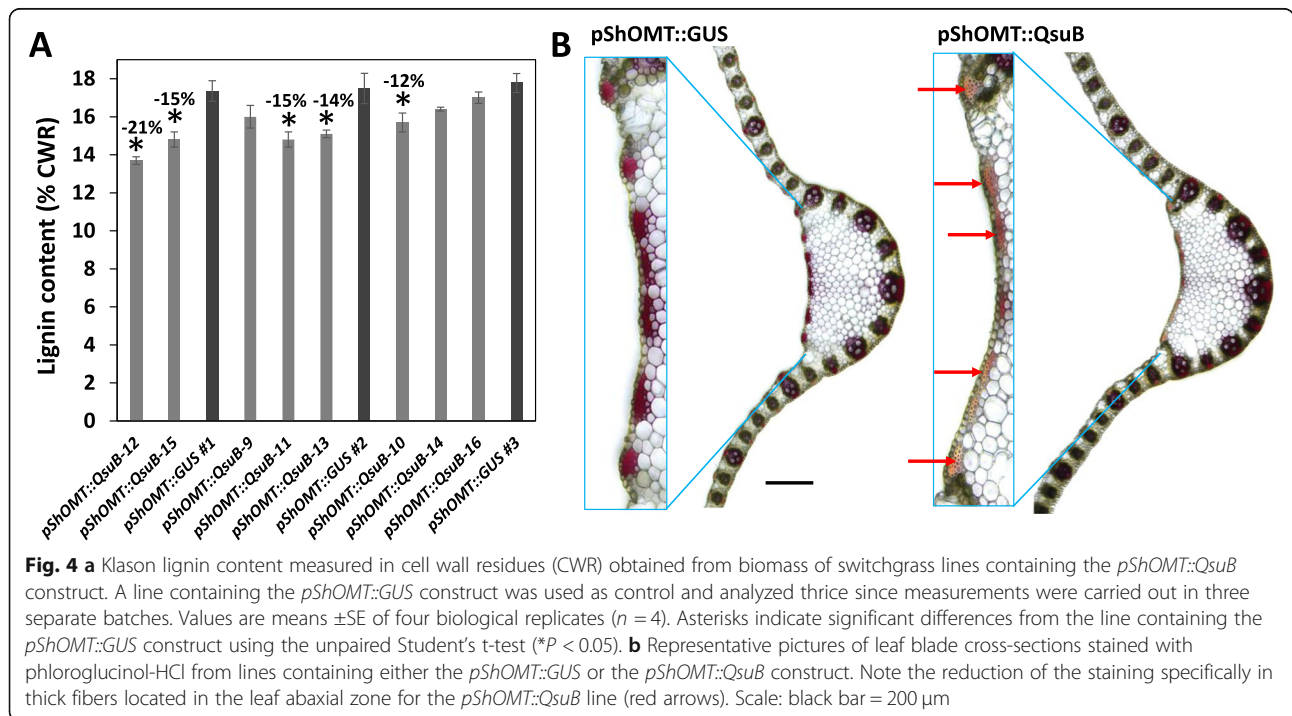 A
B
pShOMT::GUS
pShOMT::QsuB
Lignin content (% CWR)
18
16
14
12
10
8
6
4
2
0
-21%
*
-15%
*
-15%
*
-14%
*
-12%
*
pShOMT::QsuB-12
pShOMT::QsuB-15
pShOMT::GUS #1
pShOMT::QsuB-9
pShOMT::QsuB-11
pShOMT::QsuB-13
pShOMT::GUS #2
pShOMT::QsuB-10
pShOMT::QsuB-14
pShOMT::QsuB-16
pShOMT::GUS #3
Fig. 4 a Klason lignin content measured in cell wall residues (CWR) obtained from biomass of switchgrass lines containing the pShOMT::QsuB
construct. A line containing the pShOMT::GUS construct was used as control and analyzed thrice since measurements were carried out in three
separate batches. Values are means ±SE of four biological replicates (n = 4). Asterisks indicate significant differences from the line containing the
pShOMT::GUS construct using the unpaired Student's t-test (*P < 0.05). b Representative pictures of leaf blade cross-sections stained with
phloroglucinol-HCl from lines containing either the pShOMT::GUS or the pShOMT::QsuB construct. Note the reduction of the staining specifically in
thick fibers located in the leaf abaxial zone for the pShOMT::QsuB line (red arrows). Scale: black bar = 200 μm